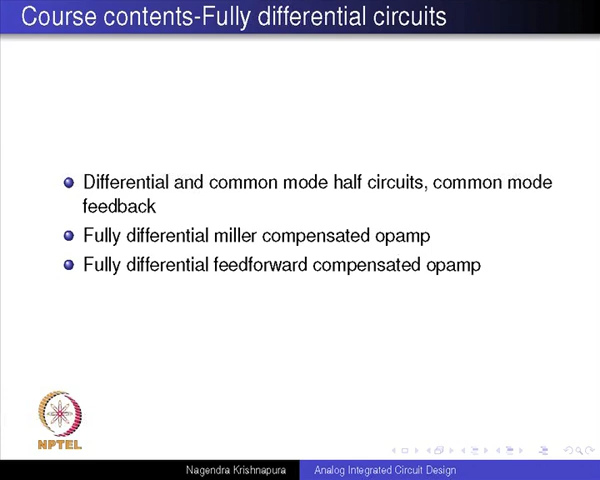 Course contents-Fully differential circuits
Differential and common mode half circuits, common mode
feedback
Fully differential miller compensated opamp
Fully differential feedforward compensated opamp
NPTEL
Nagendra Krishnapura Analog Integrated Circuit Design